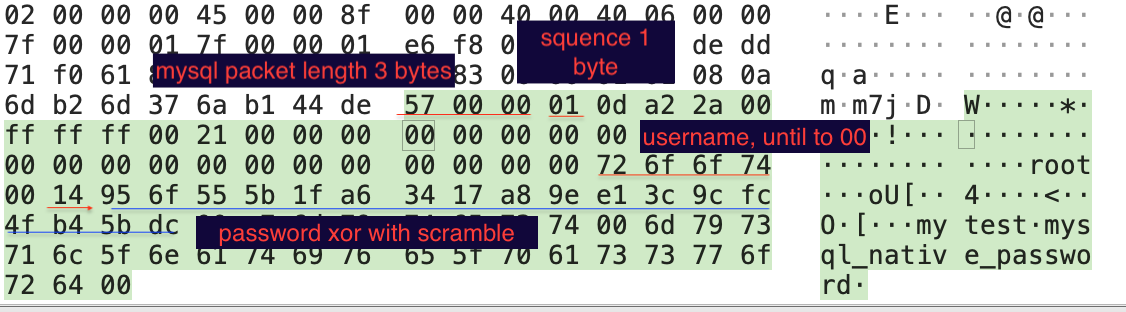 02 00 00 00 45 00 00 8f 00 00 40 00 40 06 00 00 ····E··· ··@·@···
7f 00 00 01 7f 00 00 01 e6 f8 de dd ········ ········
squence 1
byte
71 f0 61 83 08 0a q·a····· ········
mysql packet length 3 bytes
6d b2 6d 37 6a b1 44 de 57 00 00 01 0d a2 2a 00 m·m7j·D· W·····*·
ff ff ff 00 21 00 00 00 00 00 00 00 00 ·!··· ········
username, until to 00
00 00 00 00 00 00 00 00 00 00 00 00 72 6f 6f 74 ········ ····root
00 14 95 6f 55 5b 1f a6 34 17 a8 9e e1 3c 9c fc ···oU[·· 4····<··
4f b4 5b dc 74 00 6d 79 73 O·[···my test·mys
password xor with scramble
71 6c 5f 6e 61 74 69 76 65 5f 70 61 73 73 77 6f ql_nativ e_passwo
72 64 00 rd·